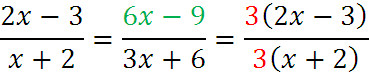 (2x − 3)/(x + 2) = (6x − 9)/(3x + 6) = 3(2x − 3)/3(x + 2)